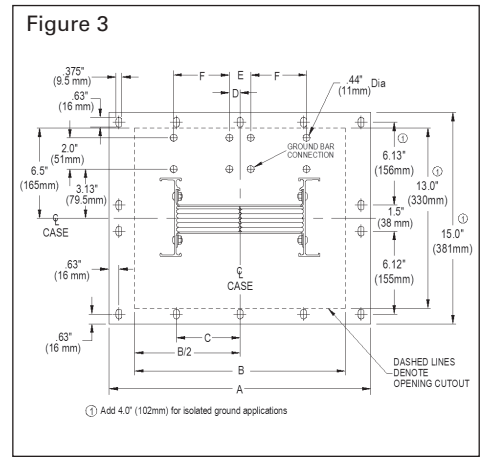 Figure 3
.375"
(9.5 mm)
.63"
(16 mm)
F
E
F
D
.44" Dia
(11mm)
GROUND BAR
CONNECTION
2.0"
(51mm)
6.5"
(165mm)
3.13"
(79.5mm)
℄
CASE
①
6.13"
(156mm)
①
13.0"
(330mm)
①
15.0"
(381mm)
1.5"
(38 mm)
6.12"
(155mm)
.63"
(16 mm)
℄
CASE
.63"
(16 mm)
C
B/2
B
A
DASHED LINES
DENOTE
OPENING CUTOUT
① Add 4.0" (102mm) for isolated ground applications